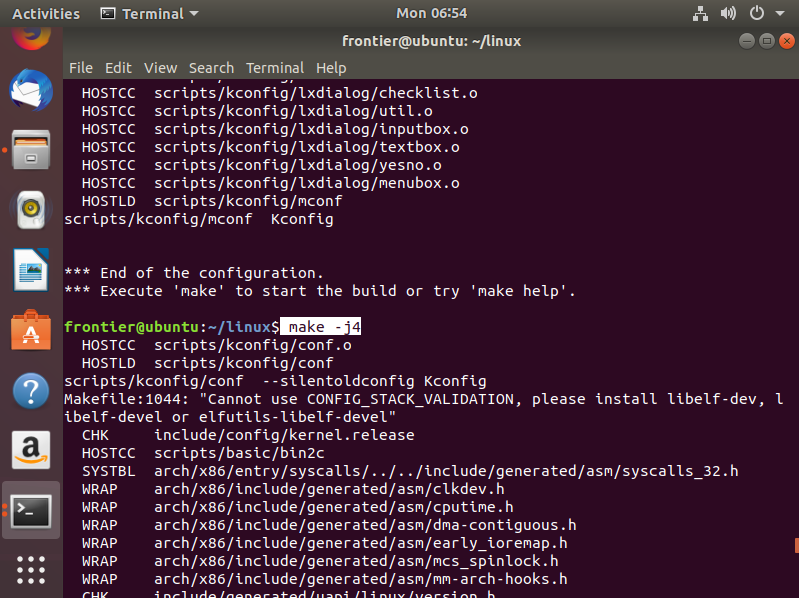 Activities Terminal Mon 06:54
frontier@ubuntu: ~/linux
File Edit View Search Terminal Help
HOSTCC scripts/kconfig/lxdialog/checklist.o
HOSTCC scripts/kconfig/lxdialog/util.o
HOSTCC scripts/kconfig/lxdialog/inputbox.o
HOSTCC scripts/kconfig/lxdialog/textbox.o
HOSTCC scripts/kconfig/lxdialog/yesno.o
HOSTCC scripts/kconfig/lxdialog/menubox.o
HOSTLD scripts/kconfig/mconf
scripts/kconfig/mconf Kconfig
*** End of the configuration.
*** Execute 'make' to start the build or try 'make help'.
frontier@ubuntu:~/linux$ make -j4
HOSTCC scripts/kconfig/conf.o
HOSTLD scripts/kconfig/conf
scripts/kconfig/conf --silentoldconfig Kconfig
Makefile:1044: "Cannot use CONFIG_STACK_VALIDATION, please install libelf-dev, l
ibelf-devel or elfutils-libelf-devel"
CHK include/config/kernel.release
HOSTCC scripts/basic/bin2c
SYSTBL arch/x86/entry/syscalls/../../include/generated/asm/syscalls_32.h
WRAP arch/x86/include/generated/asm/clkdev.h
WRAP arch/x86/include/generated/asm/cputime.h
WRAP arch/x86/include/generated/asm/dma-contiguous.h
WRAP arch/x86/include/generated/asm/early_ioremap.h
WRAP arch/x86/include/generated/asm/mcs_spinlock.h
WRAP arch/x86/include/generated/asm/mm-arch-hooks.h
CHK include/generated/uapi/linux/version.h